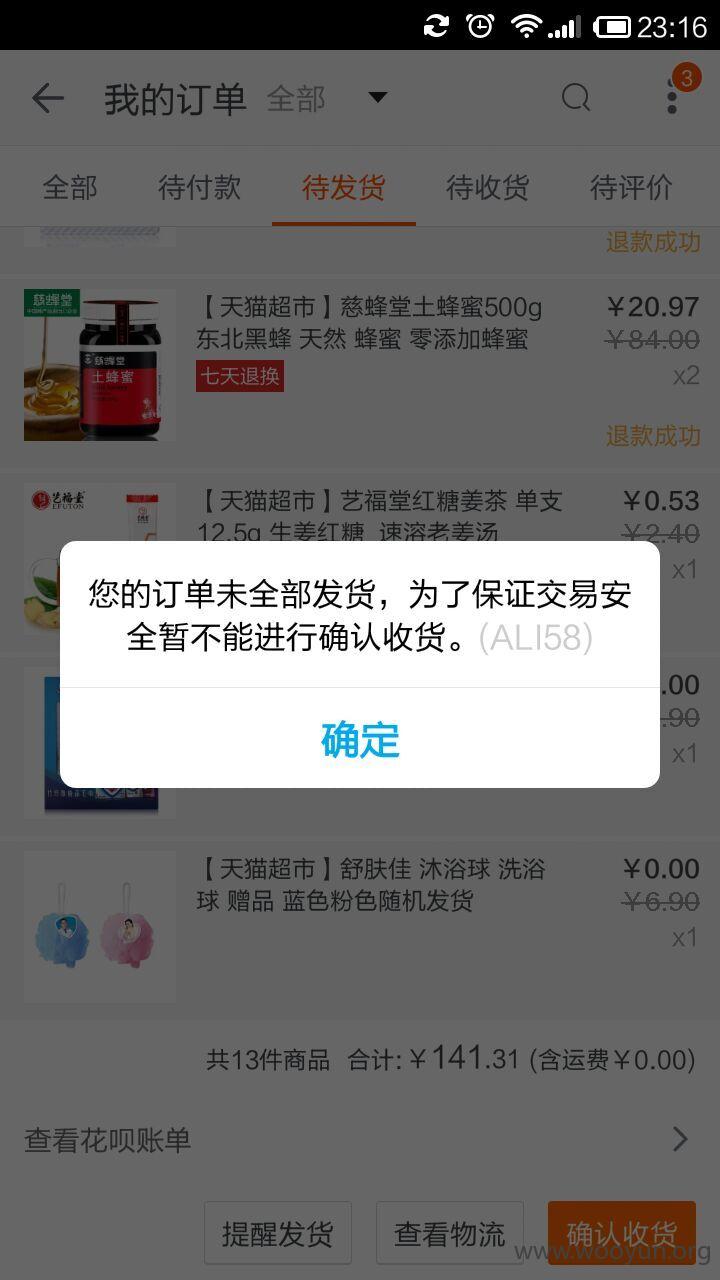 23:16
我的订单 全部
3
全部 待付款 待发货 待收货 待评价
退款成功
慈蜂堂
慈蜂堂
土蜂蜜
【天猫超市】慈蜂堂土蜂蜜500g ￥20.97
东北黑蜂 天然 蜂蜜 零添加蜂蜜 ￥84.00
七天退换 x2
退款成功
艺福堂
EFUTON
【天猫超市】艺福堂红糖姜茶 单支 ￥0.53
12.5g 生姜红糖 速溶老姜汤 ￥2.40
x1
您的订单未全部发货，为了保证交易安
全暂不能进行确认收货。(ALI58)
确定
.00
.90
x1
【天猫超市】舒肤佳 沐浴球 洗浴 ￥0.00
球 赠品 蓝色粉色随机发货 ￥6.90
x1
共13件商品 合计:￥141.31 (含运费￥0.00)
查看花呗账单
提醒发货 查看物流 确认收货
www.wooyun.org